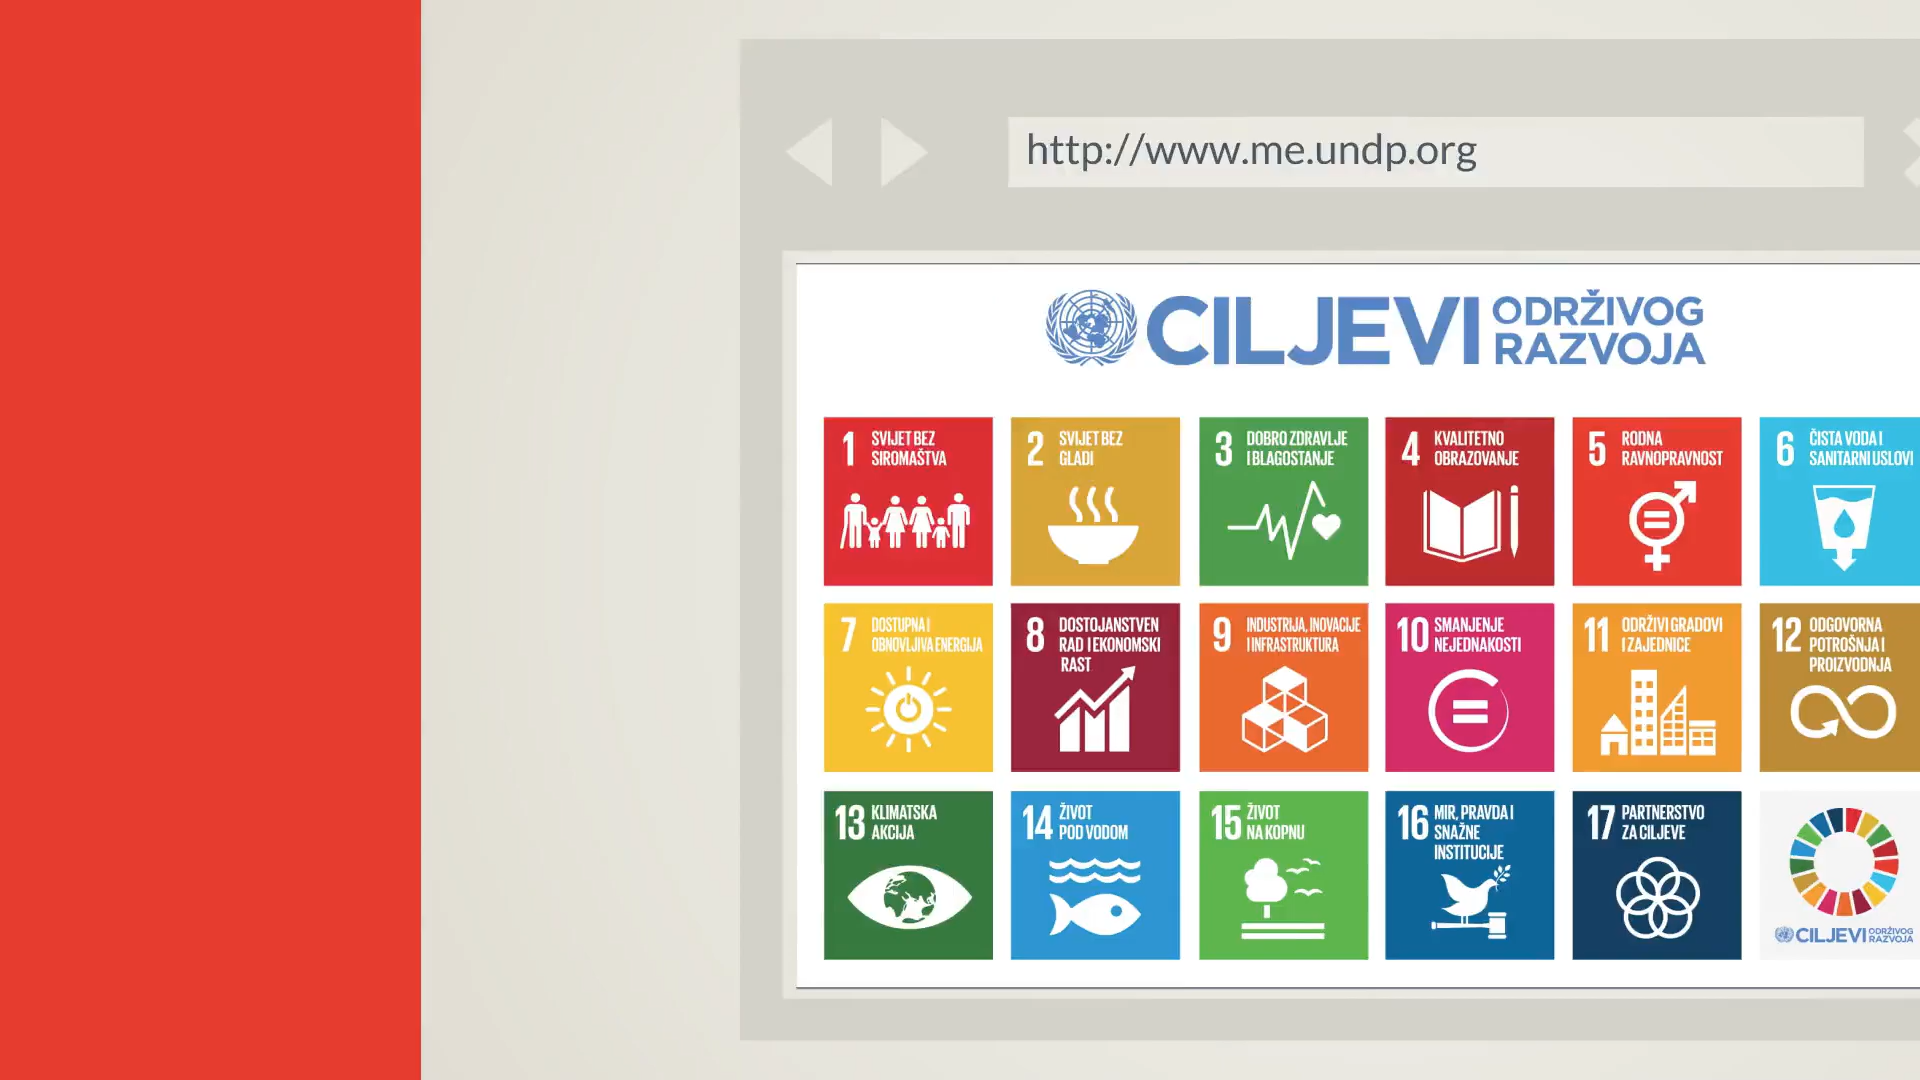 http://www.me.undp.org
CILJEVI ODRŽIVOG
RAZVOJA
1 SVIJET BEZ
SIROMAŠTVA
2 SVIJET BEZ
GLADI
3 DOBRO ZDRAVLJE
I BLAGOSTANJE
4 KVALITETNO
OBRAZOVANJE
5 RODNA
RAVNOPRAVNOST
6 ČISTA VODA I
SANITARNI USLOVI
7 DOSTUPNA I
OBNOVLJIVA ENERGIJA
8 DOSTOJANSTVEN
RAD I EKONOMSKI
RAST
9 INDUSTRIJA, INOVACIJE
I INFRASTRUKTURA
10 SMANJENJE
NEJEDNAKOSTI
11 ODRŽIVI GRADOVI
I ZAJEDNICE
12 ODGOVORNA
POTROŠNJA I
PROIZVODNJA
13 KLIMATSKA
AKCIJA
14 ŽIVOT
POD VODOM
15 ŽIVOT
NA KOPNU
16 MIR, PRAVDA I
SNAŽNE
INSTITUCIJE
17 PARTNERSTVO
ZA CILJEVE
CILJEVI ODRŽIVOG
RAZVOJA